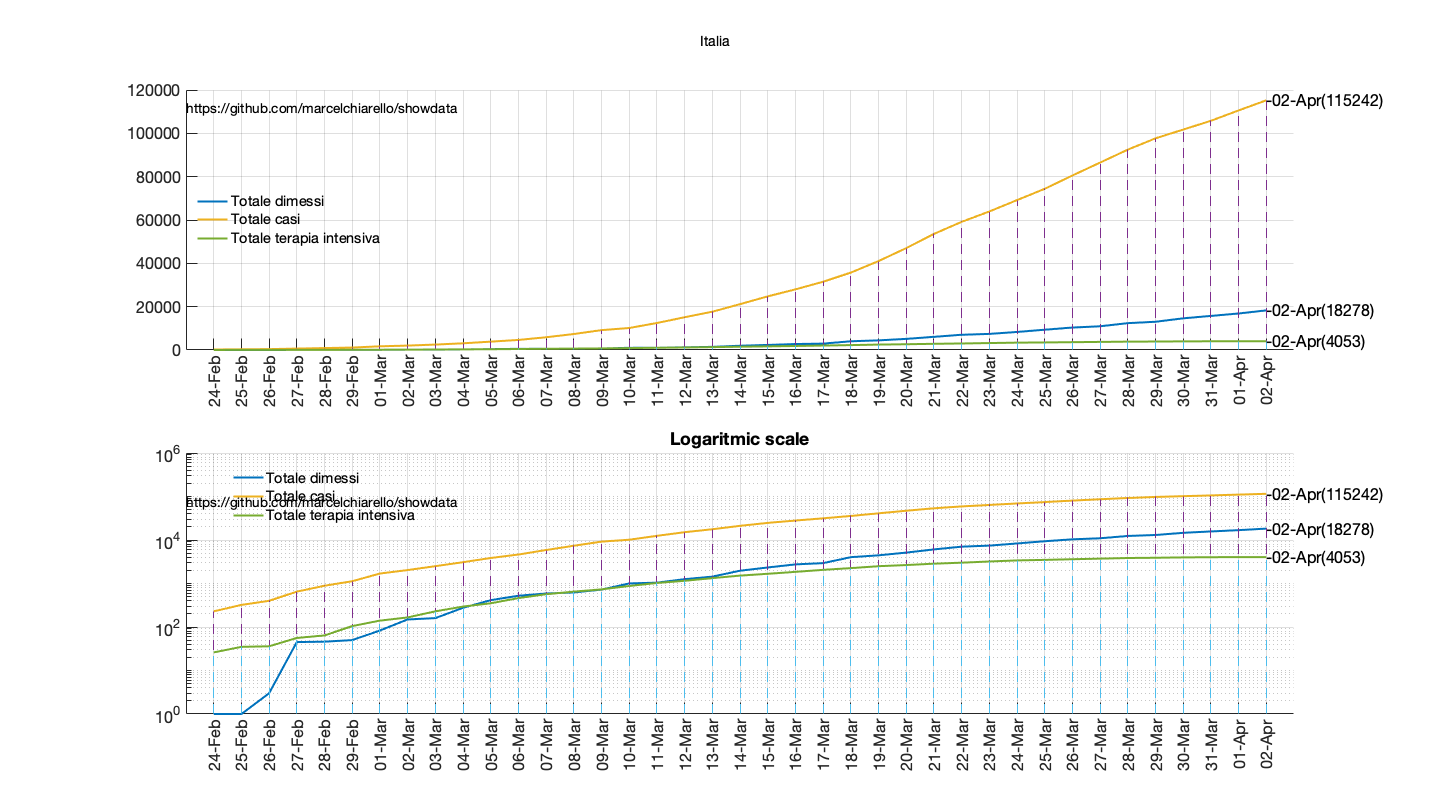 Italia
120000
100000
80000
60000
40000
20000
0
https://github.com/marcelchiarello/showdata
Totale dimessi
Totale casi
Totale terapia intensiva
-02-Apr(115242)
-02-Apr(18278)
-02-Apr(4053)
24-Feb
25-Feb
26-Feb
27-Feb
28-Feb
29-Feb
01-Mar
02-Mar
03-Mar
04-Mar
05-Mar
06-Mar
07-Mar
08-Mar
09-Mar
10-Mar
11-Mar
12-Mar
13-Mar
14-Mar
15-Mar
16-Mar
17-Mar
18-Mar
19-Mar
20-Mar
21-Mar
22-Mar
23-Mar
24-Mar
25-Mar
26-Mar
27-Mar
28-Mar
29-Mar
30-Mar
31-Mar
01-Apr
02-Apr
Logaritmic scale
10^6
10^4
10^2
10^0
Totale dimessi
Totale casi
https://github.com/marcelchiarello/showdata
Totale terapia intensiva
-02-Apr(115242)
-02-Apr(18278)
-02-Apr(4053)
24-Feb
25-Feb
26-Feb
27-Feb
28-Feb
29-Feb
01-Mar
02-Mar
03-Mar
04-Mar
05-Mar
06-Mar
07-Mar
08-Mar
09-Mar
10-Mar
11-Mar
12-Mar
13-Mar
14-Mar
15-Mar
16-Mar
17-Mar
18-Mar
19-Mar
20-Mar
21-Mar
22-Mar
23-Mar
24-Mar
25-Mar
26-Mar
27-Mar
28-Mar
29-Mar
30-Mar
31-Mar
01-Apr
02-Apr